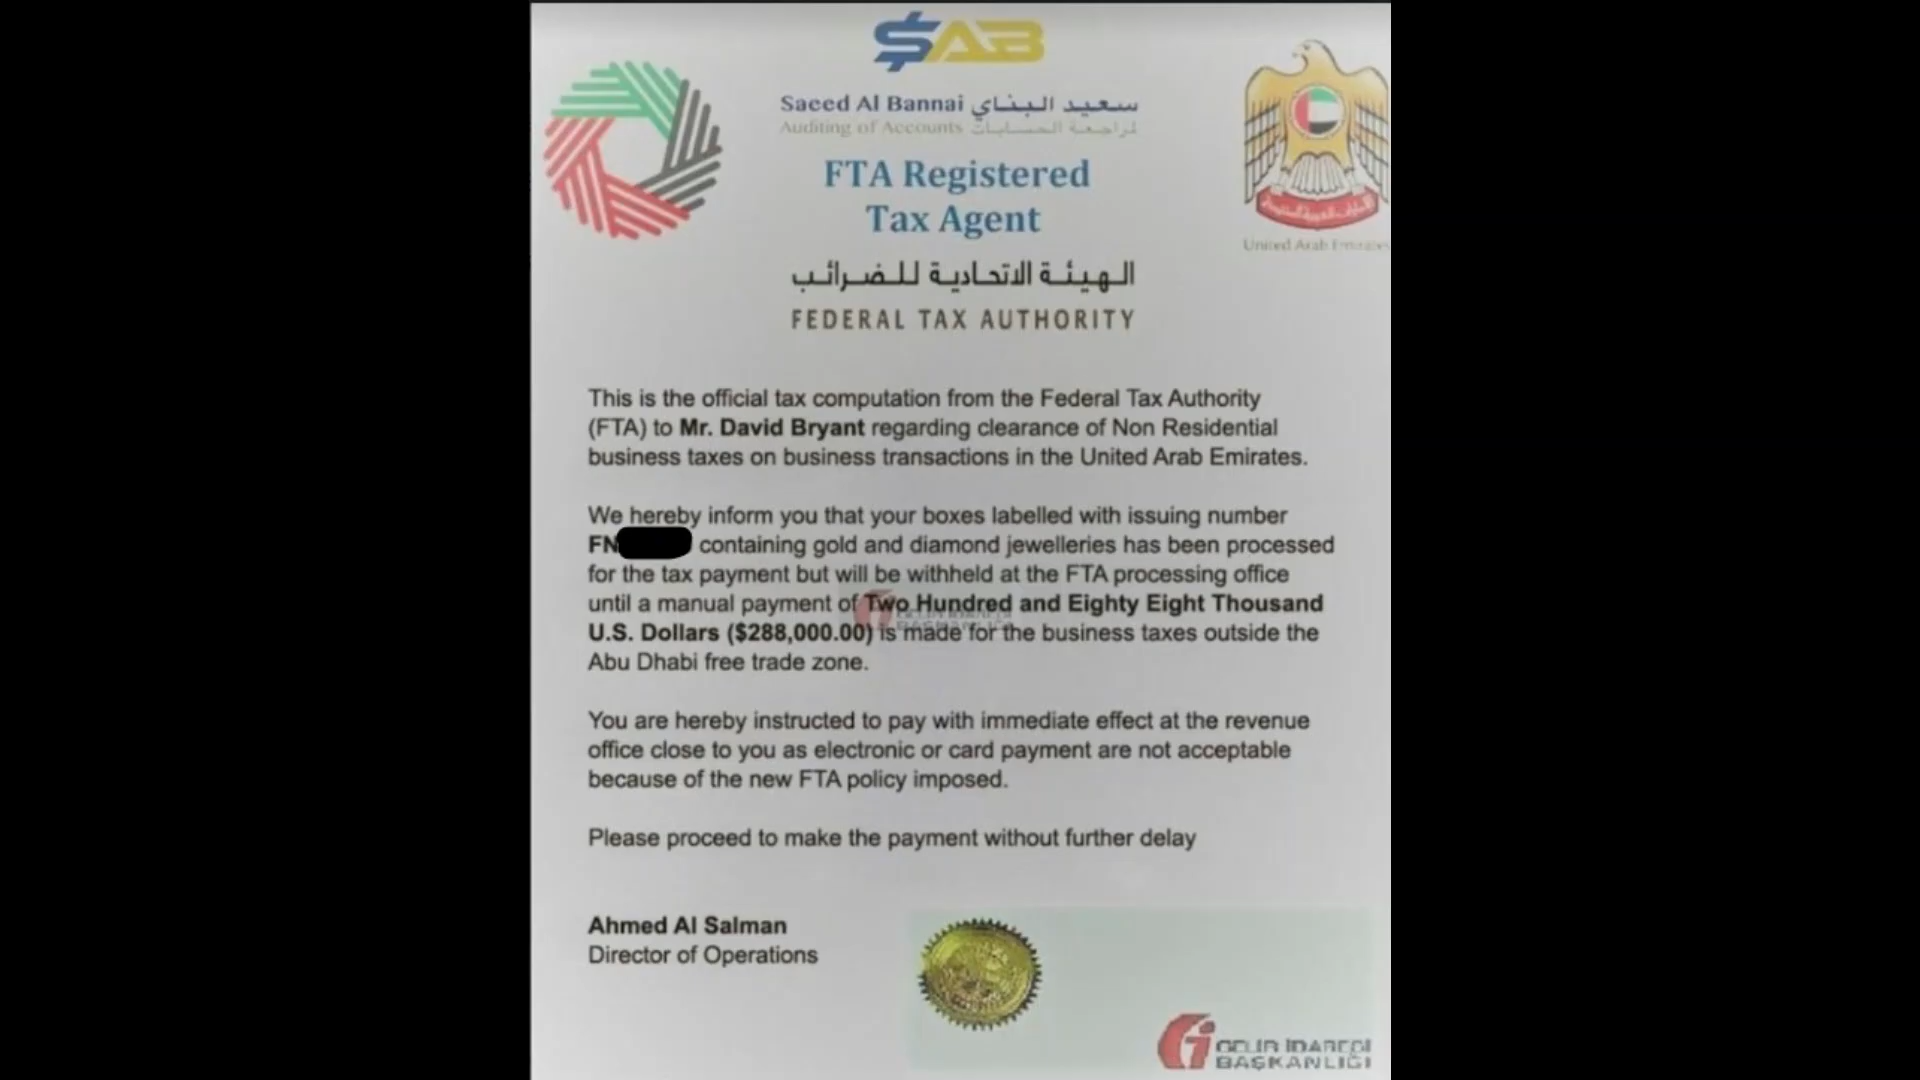 $AB
Saeed Al Bannai سعيد البناي
Auditing of Accounts لمراجعة الحسابات
FTA Registered
Tax Agent
الهيئة الاتحادية للضرائب
FEDERAL TAX AUTHORITY
الإمارات العربية المتحدة
United Arab Emirates
This is the official tax computation from the Federal Tax Authority
(FTA) to Mr. David Bryant regarding clearance of Non Residential
business taxes on business transactions in the United Arab Emirates.
We hereby inform you that your boxes labelled with issuing number
FN containing gold and diamond jewelleries has been processed
for the tax payment but will be withheld at the FTA processing office
until a manual payment of Two Hundred and Eighty Eight Thousand
U.S. Dollars ($288,000.00) is made for the business taxes outside the
Abu Dhabi free trade zone.
GELİR İDARESİ
BAŞKANLIĞI
You are hereby instructed to pay with immediate effect at the revenue
office close to you as electronic or card payment are not acceptable
because of the new FTA policy imposed.
Please proceed to make the payment without further delay
Ahmed Al Salman
Director of Operations
GELİR İDARESİ
BAŞKANLIĞI